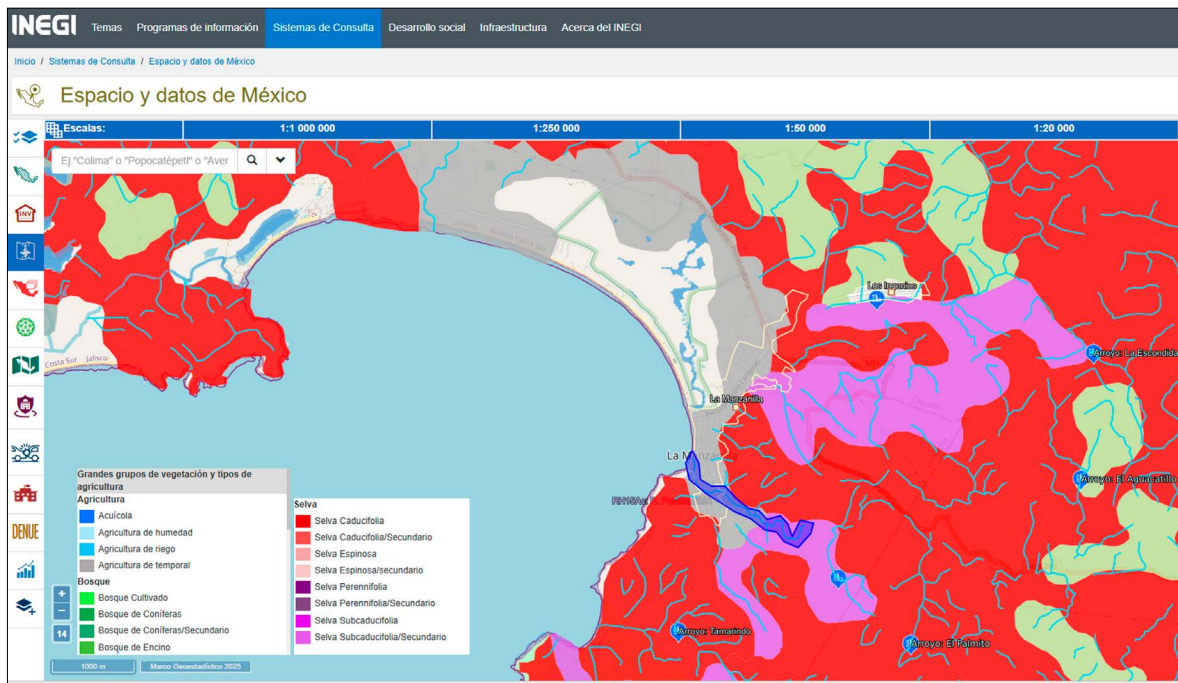 INEGI Temas Programas de información Sistemas de Consulta Desarrollo social Infraestructura Acerca del INEGI
Inicio / Sistemas de Consulta / Espacio y datos de México
Espacio y datos de México
Escalas: 1:1 000 000 1:250 000 1:50 000 1:20 000
Ej."Colima" o "Popocatépetl" o "Aver
INV
DENUE
Los Ingenios
Costa Sur Jalisco
Arroyo: La Escondida
La Manzanilla
La Manzanilla
Arroyo: El Aguacatillo
Arroyo: Tamarindo
Arroyo: El Palmito
Grandes grupos de vegetación y tipos de
agricultura
Agricultura
Acuícola
Agricultura de humedad
Agricultura de riego
Agricultura de temporal
Bosque
Bosque Cultivado
Bosque de Coníferas
Bosque de Coníferas/Secundario
Bosque de Encino
Selva
Selva Caducifolia
Selva Caducifolia/Secundario
Selva Espinosa
Selva Espinosa/secundario
Selva Perennifolia
Selva Perennifolia/Secundario
Selva Subcaducifolia
Selva Subcaducifolia/Secundario
+
−
14
1000 m
Marco Geoestadístico 2025